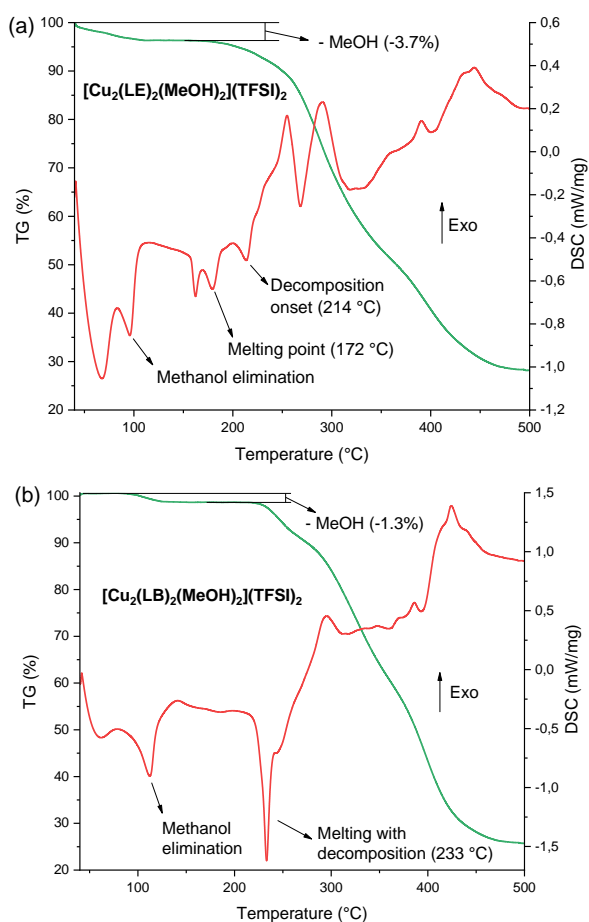 (a)
- MeOH (-3.7%)
[Cu₂(LE)₂(MeOH)₂](TFSI)₂
Exo
Decomposition
onset (214 °C)
Melting point (172 °C)
Methanol elimination
TG (%)
100
90
80
70
60
50
40
30
20
DSC (mW/mg)
0,6
0,4
0,2
0,0
-0,2
-0,4
-0,6
-0,8
-1,0
-1,2
100
200
300
400
500
Temperature (°C)
(b)
- MeOH (-1.3%)
[Cu₂(LB)₂(MeOH)₂](TFSI)₂
Exo
Methanol
elimination
Melting with
decomposition (233 °C)
TG (%)
100
90
80
70
60
50
40
30
20
DSC (mW/mg)
1,5
1,0
0,5
0,0
-0,5
-1,0
-1,5
100
200
300
400
500
Temperature (°C)